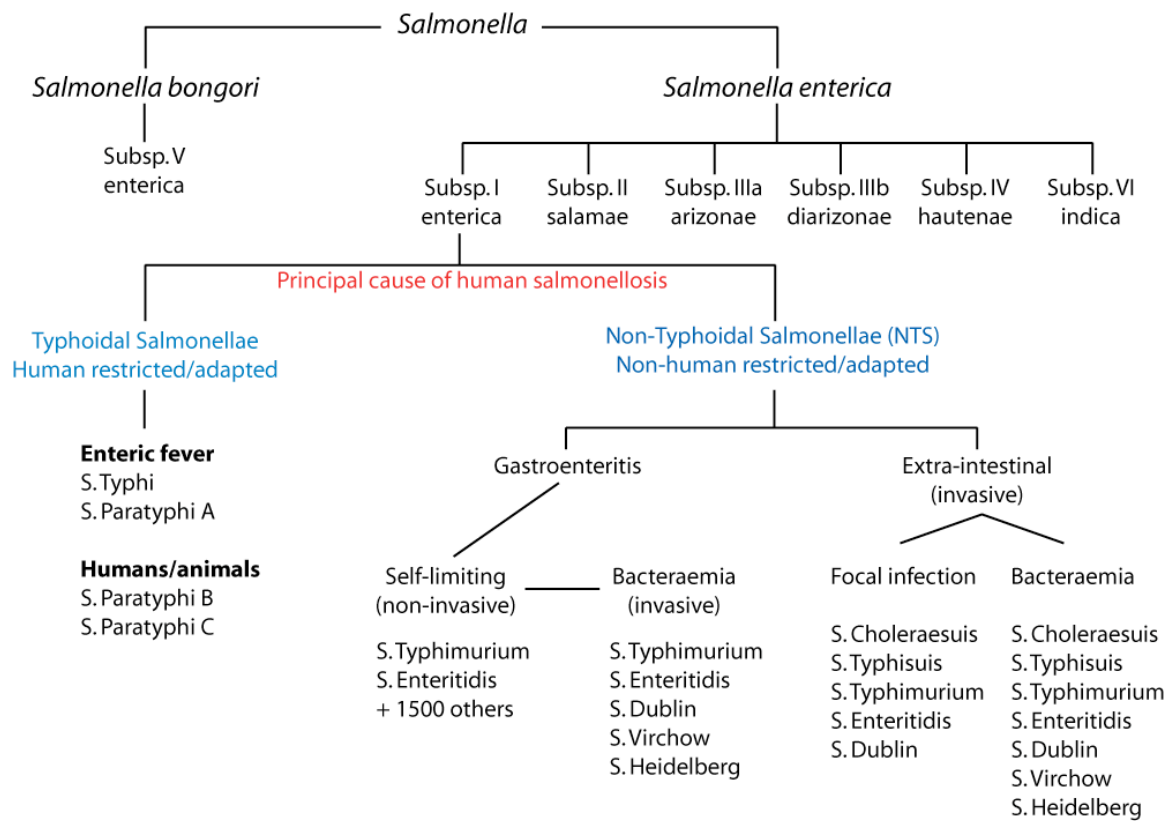 Salmonella
Salmonella bongori
Salmonella enterica
Subsp. V
enterica
Subsp. I
enterica
Subsp. II
salamae
Subsp. IIIa
arizonae
Subsp. IIIb
diarizonae
Subsp. IV
hautenae
Subsp. VI
indica
Principal cause of human salmonellosis
Typhoidal Salmonellae
Human restricted/adapted
Non-Typhoidal Salmonellae (NTS)
Non-human restricted/adapted
Enteric fever
S. Typhi
S. Paratyphi A
Humans/animals
S. Paratyphi B
S. Paratyphi C
Gastroenteritis
Extra-intestinal
(invasive)
Self-limiting
(non-invasive)
S. Typhimurium
S. Enteritidis
+ 1500 others
Bacteraemia
(invasive)
S. Typhimurium
S. Enteritidis
S. Dublin
S. Virchow
S. Heidelberg
Focal infection
S. Choleraesuis
S. Typhisuis
S. Typhimurium
S. Enteritidis
S. Dublin
Bacteraemia
S. Choleraesuis
S. Typhisuis
S. Typhimurium
S. Enteritidis
S. Dublin
S. Virchow
S. Heidelberg